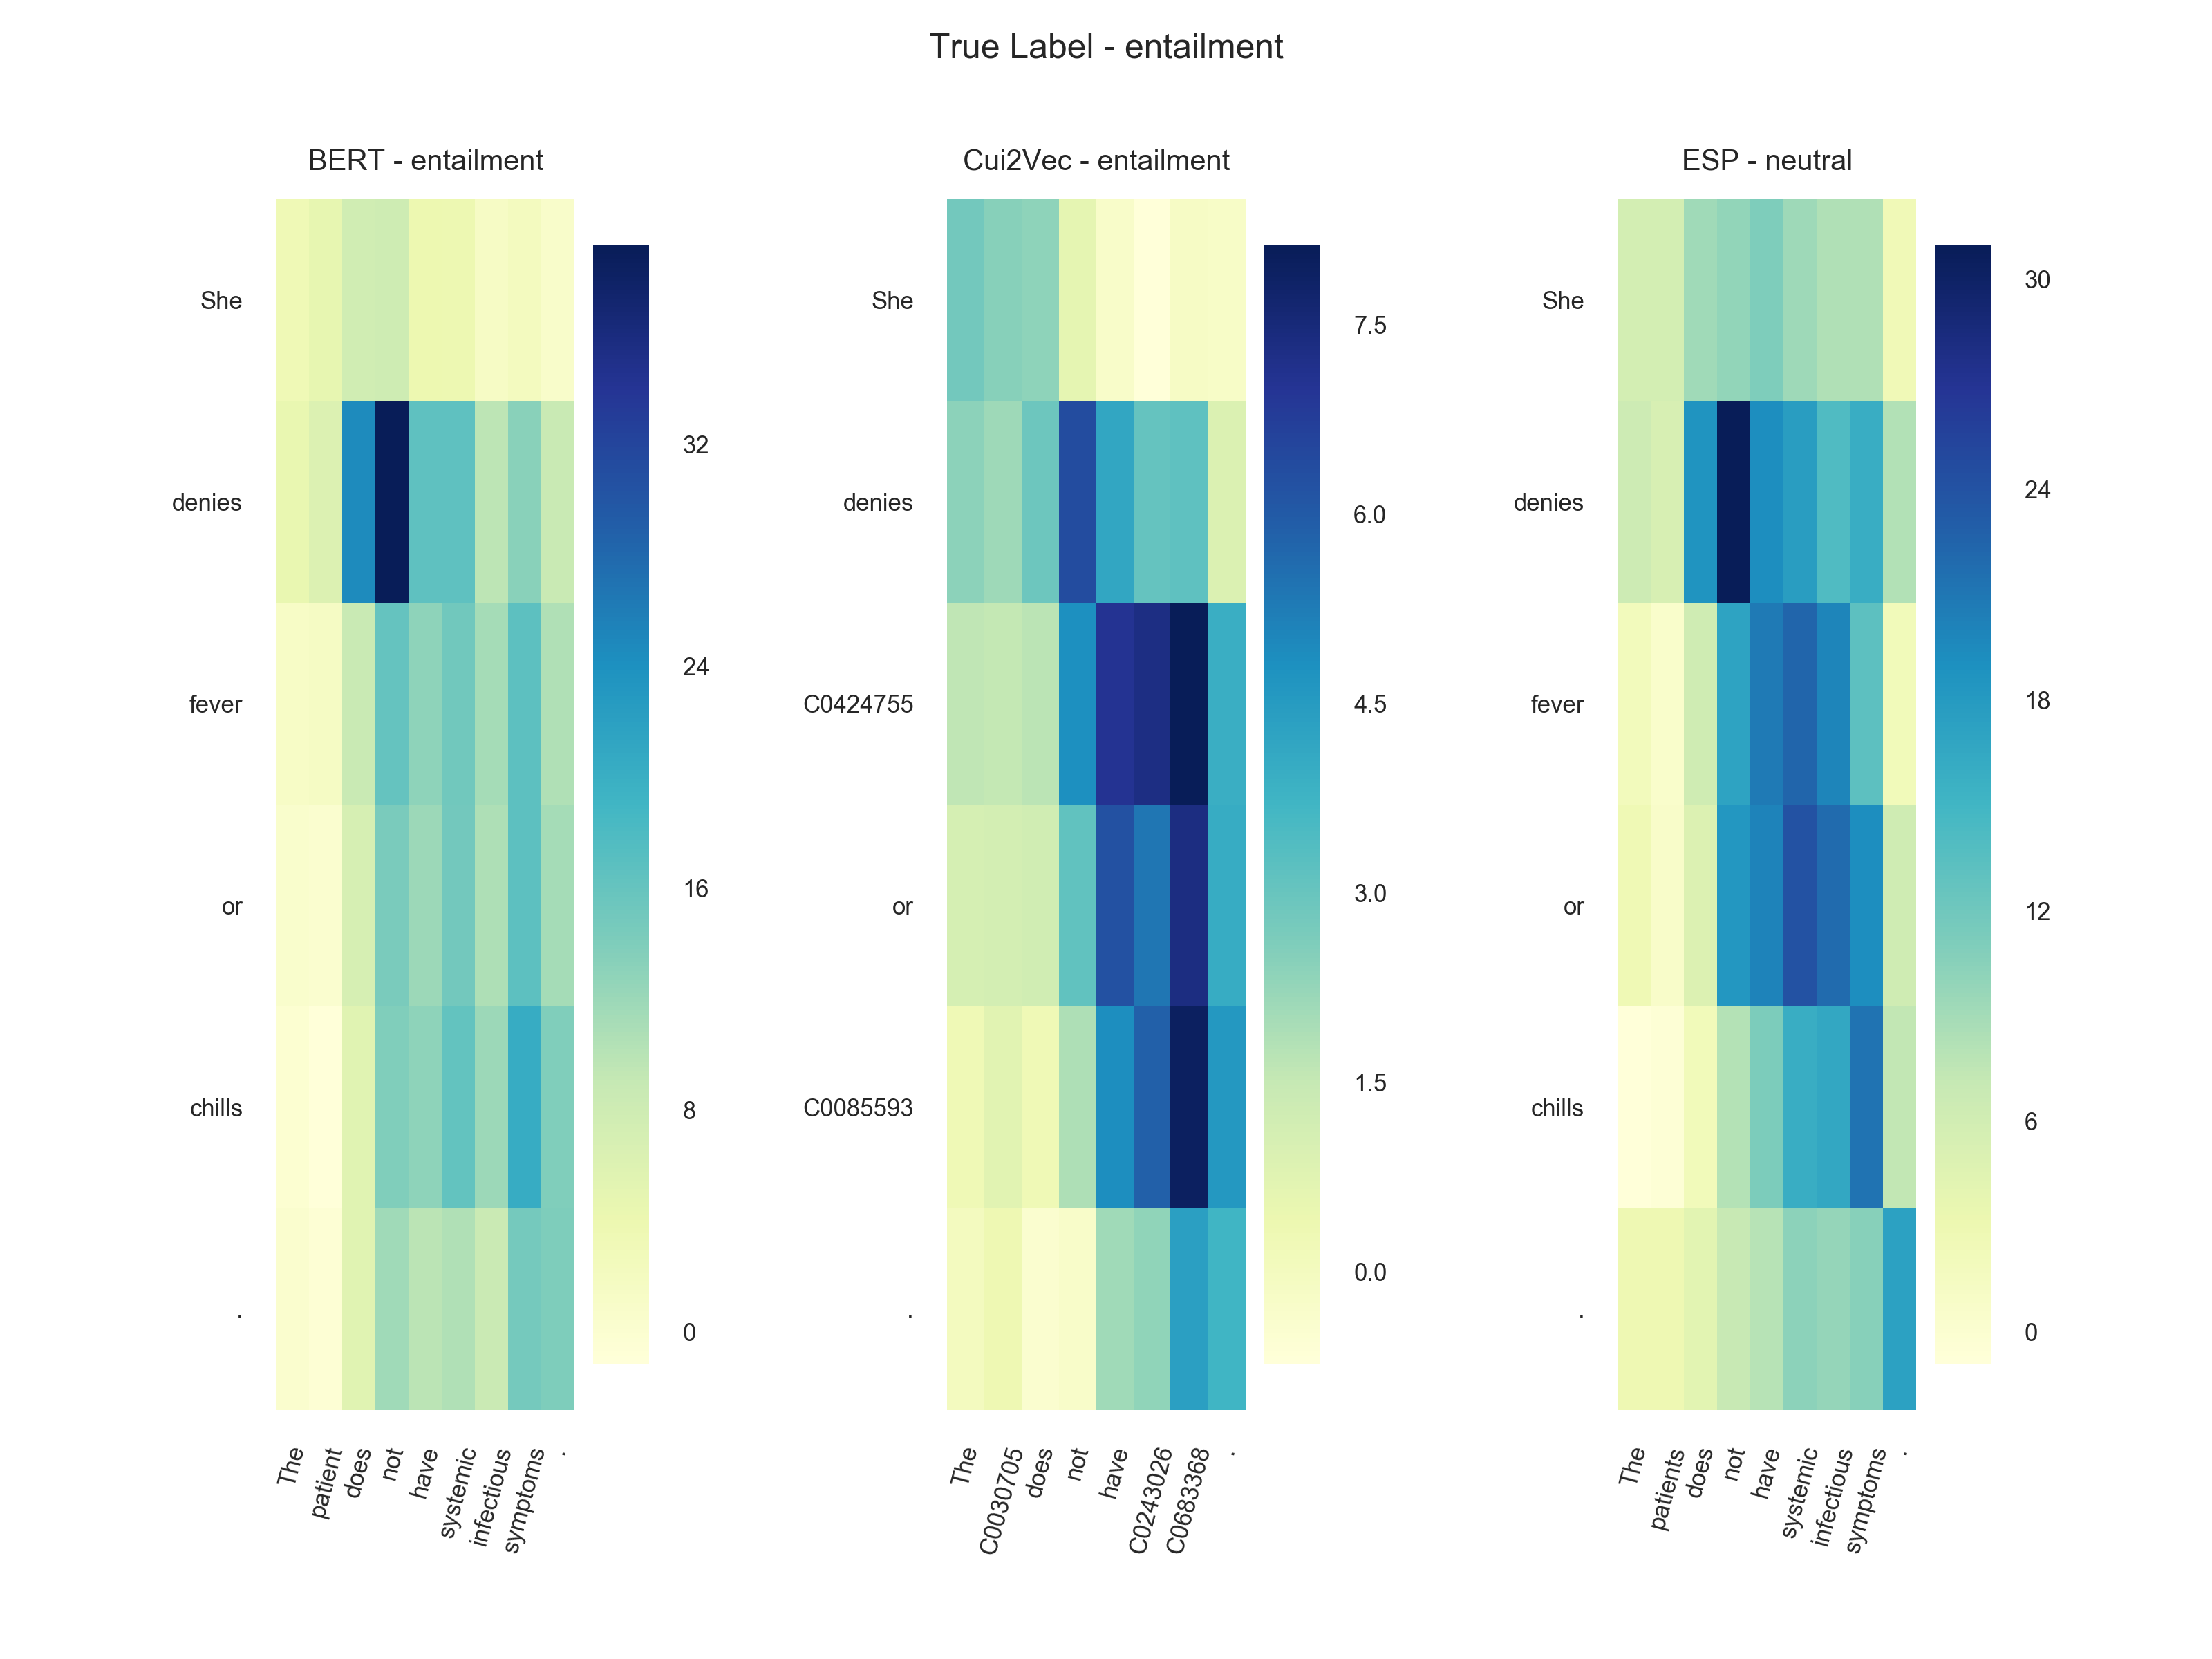 True Label - entailment
BERT - entailment
She
denies
fever
or
chills
.
The
patient
does
not
have
systemic
infectious
symptoms
.
32
24
16
8
0
Cui2Vec - entailment
She
denies
C0424755
or
C0085593
.
The
C0030705
does
not
have
C0243026
C0683368
.
7.5
6.0
4.5
3.0
1.5
0.0
ESP - neutral
She
denies
fever
or
chills
.
The
patients
does
not
have
systemic
infectious
symptoms
.
30
24
18
12
6
0